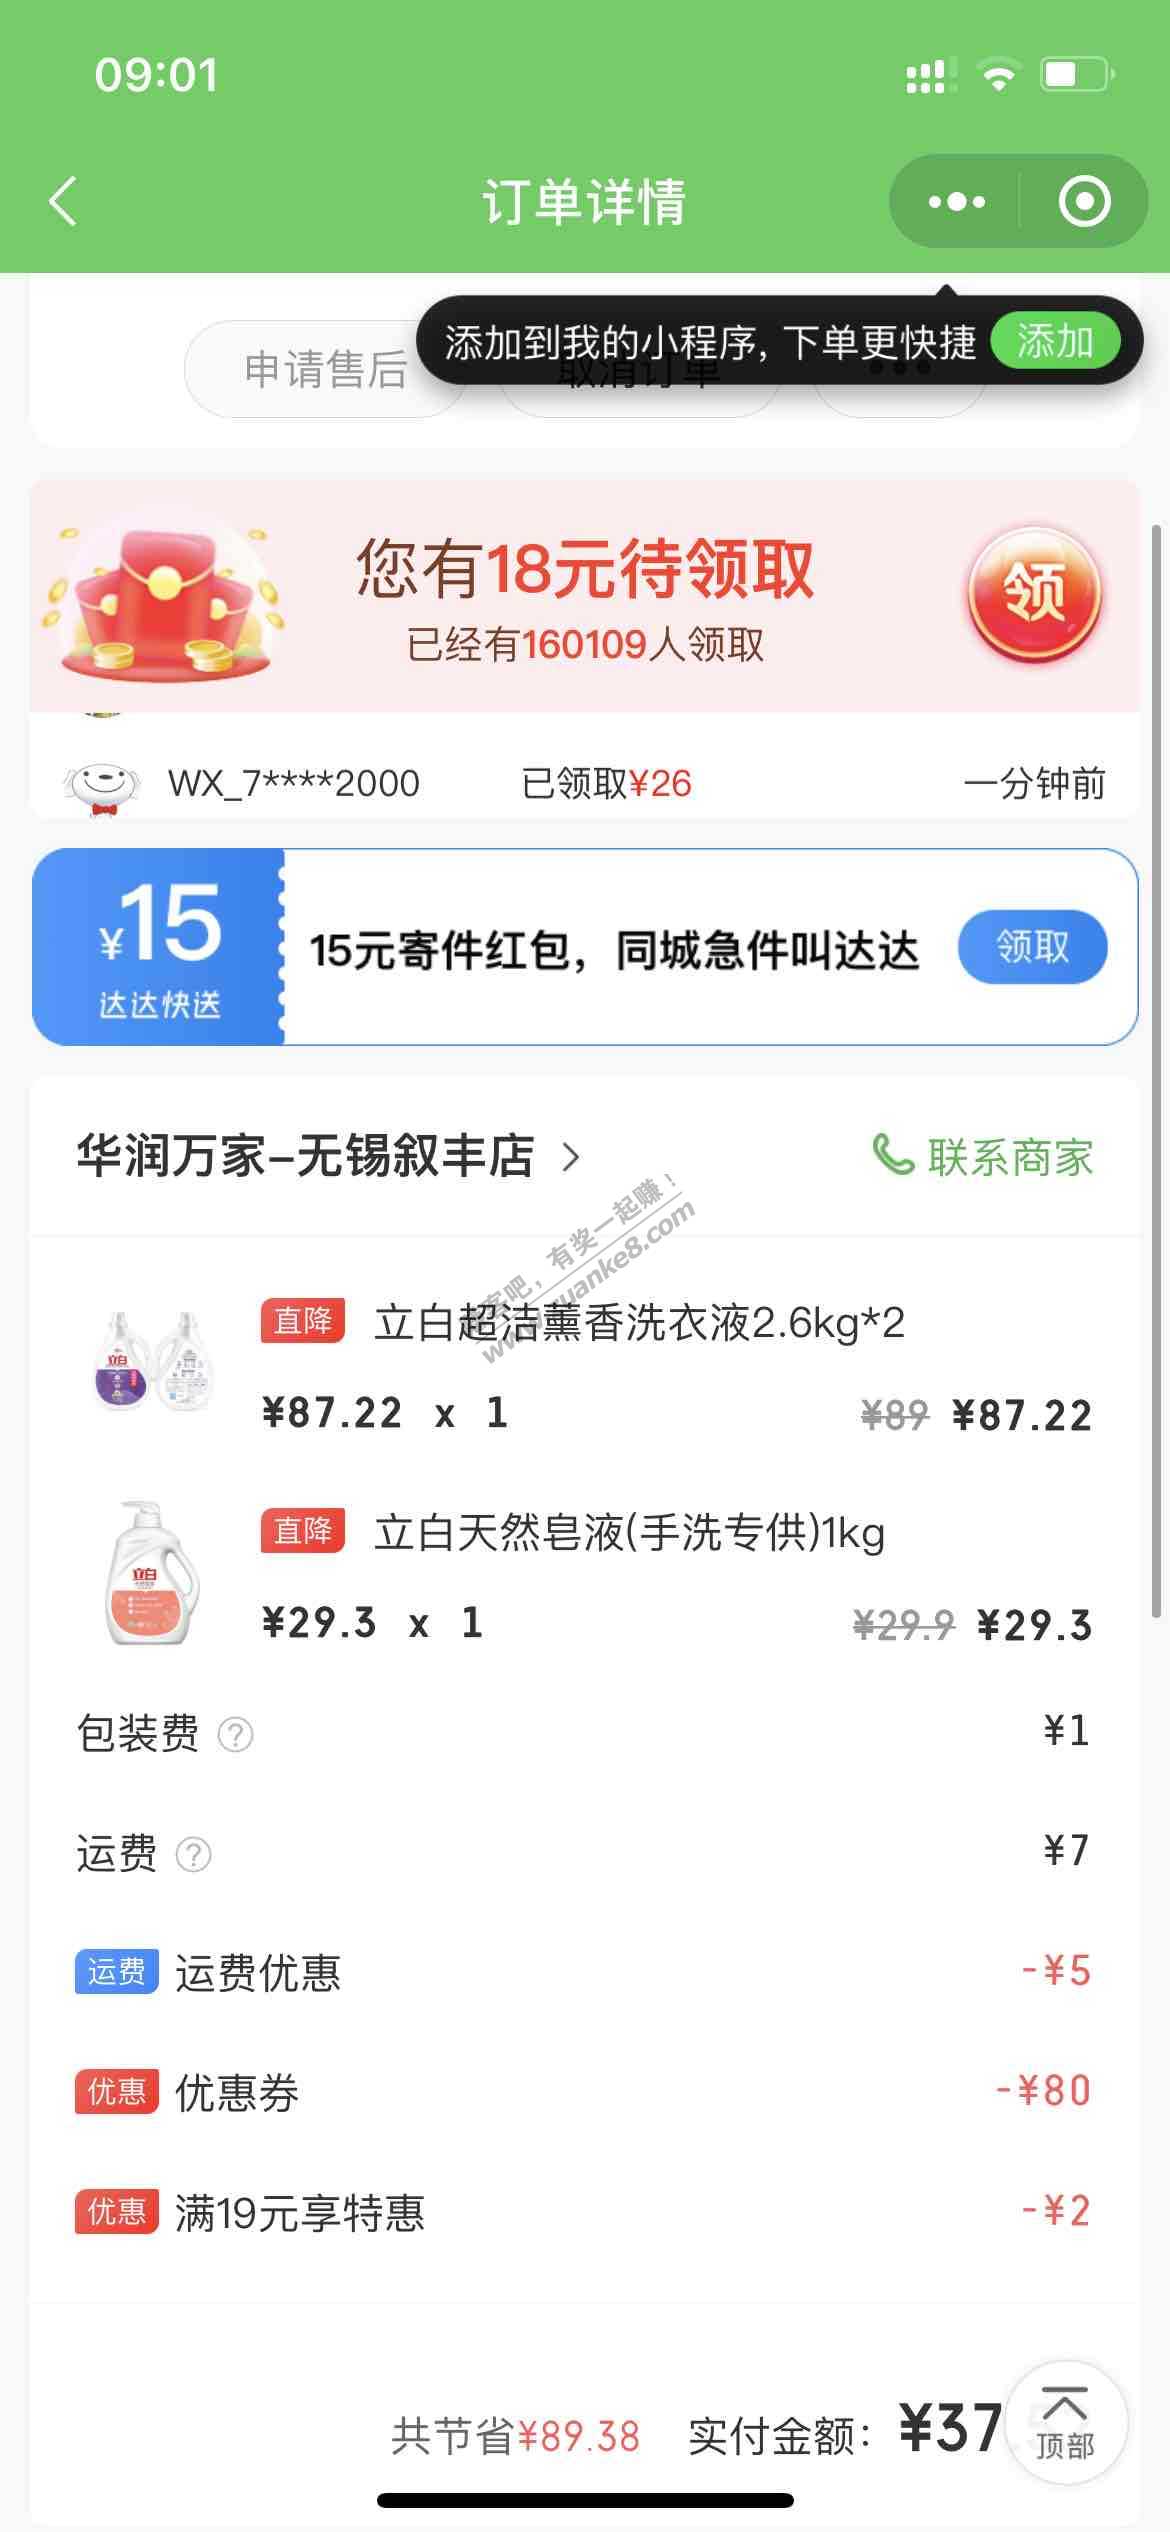 09:01
订单详情
添加到我的小程序, 下单更快捷 添加
申请售后 取消订单
您有18元待领取
已经有160109人领取
领
WX_7****2000 已领取¥26 一分钟前
¥15
达达快送
15元寄件红包，同城急件叫达达
领取
华润万家-无锡叙丰店
联系商家
客吧，有奖一起赚！
直降 立白超洁薰香洗衣液2.6kg*2
¥87.22 x 1 ¥89 ¥87.22
直降 立白天然皂液(手洗专供)1kg
¥29.3 x 1 ¥29.9 ¥29.3
包装费 ¥1
运费 ¥7
运费 运费优惠 -¥5
优惠 优惠券 -¥80
优惠 满19元享特惠 -¥2
共节省¥89.38 实付金额: ¥37
顶部